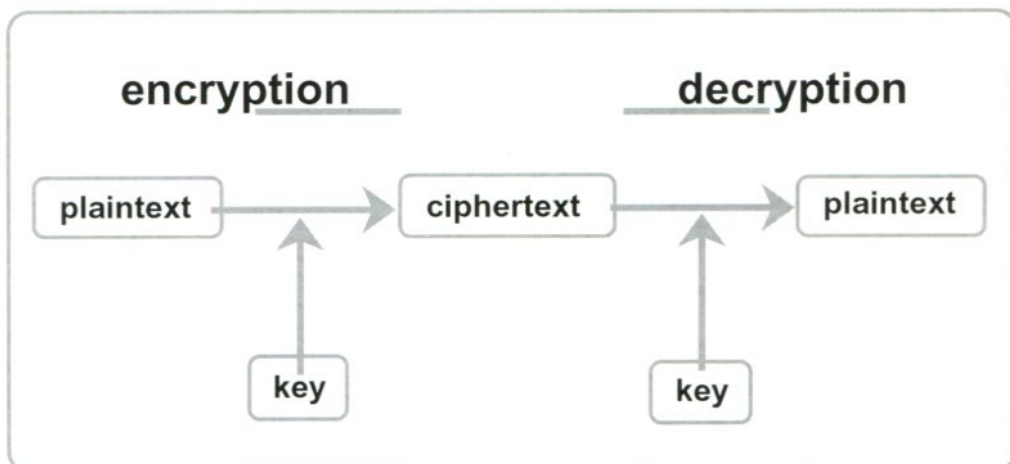 encryption decryption
plaintext ciphertext plaintext
key key